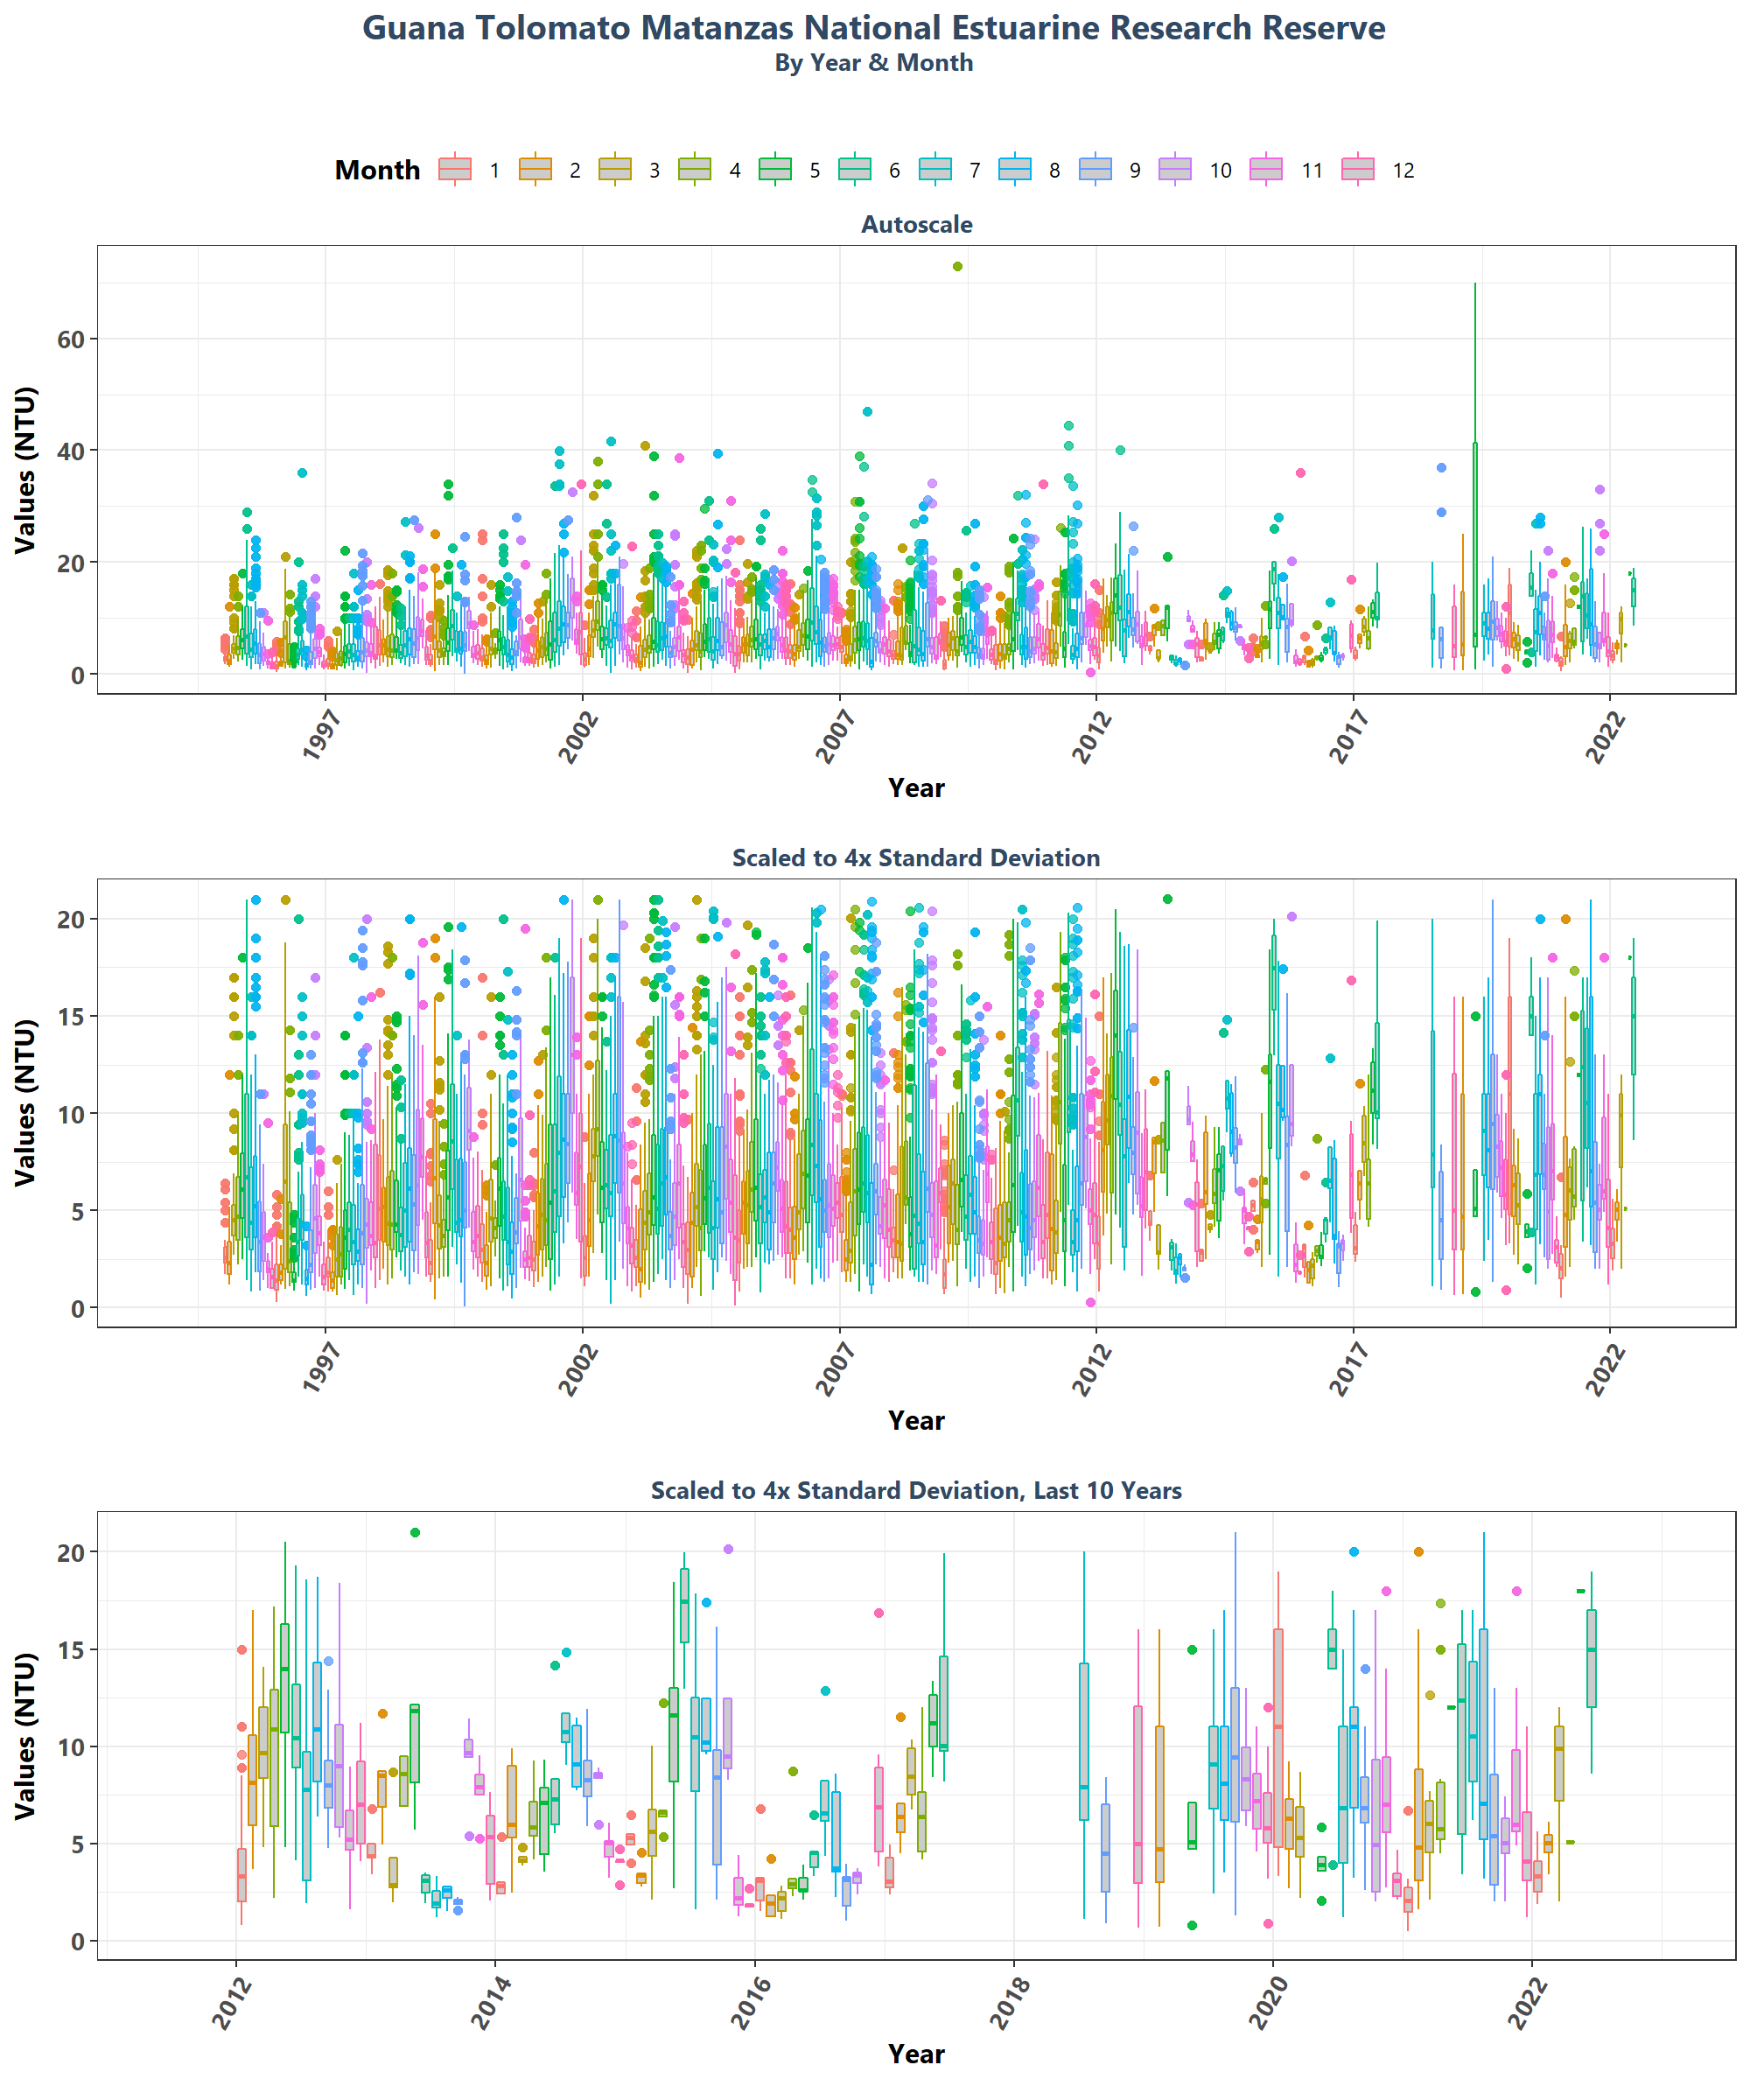 Guana Tolomato Matanzas National Estuarine Research Reserve
By Year & Month
Month 1 2 3 4 5 6 7 8 9 10 11 12
Autoscale
Values (NTU)
60
40
20
0
1997 2002 2007 2012 2017 2022
Year
Scaled to 4x Standard Deviation
Values (NTU)
20
15
10
5
0
1997 2002 2007 2012 2017 2022
Year
Scaled to 4x Standard Deviation, Last 10 Years
Values (NTU)
20
15
10
5
0
2012 2014 2016 2018 2020 2022
Year